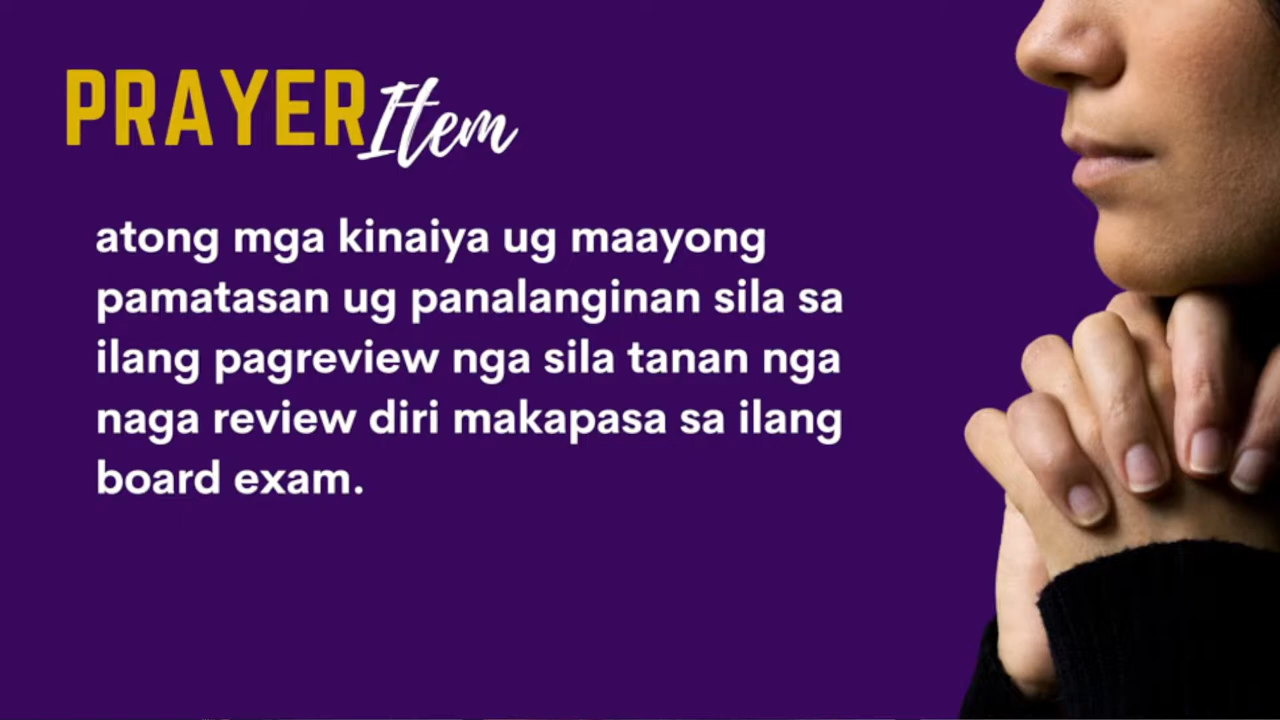 PRAYER Item
atong mga kinaiya ug maayong
pamatasan ug panalanginan sila sa
ilang pagreview nga sila tanan nga
naga review diri makapasa sa ilang
board exam.